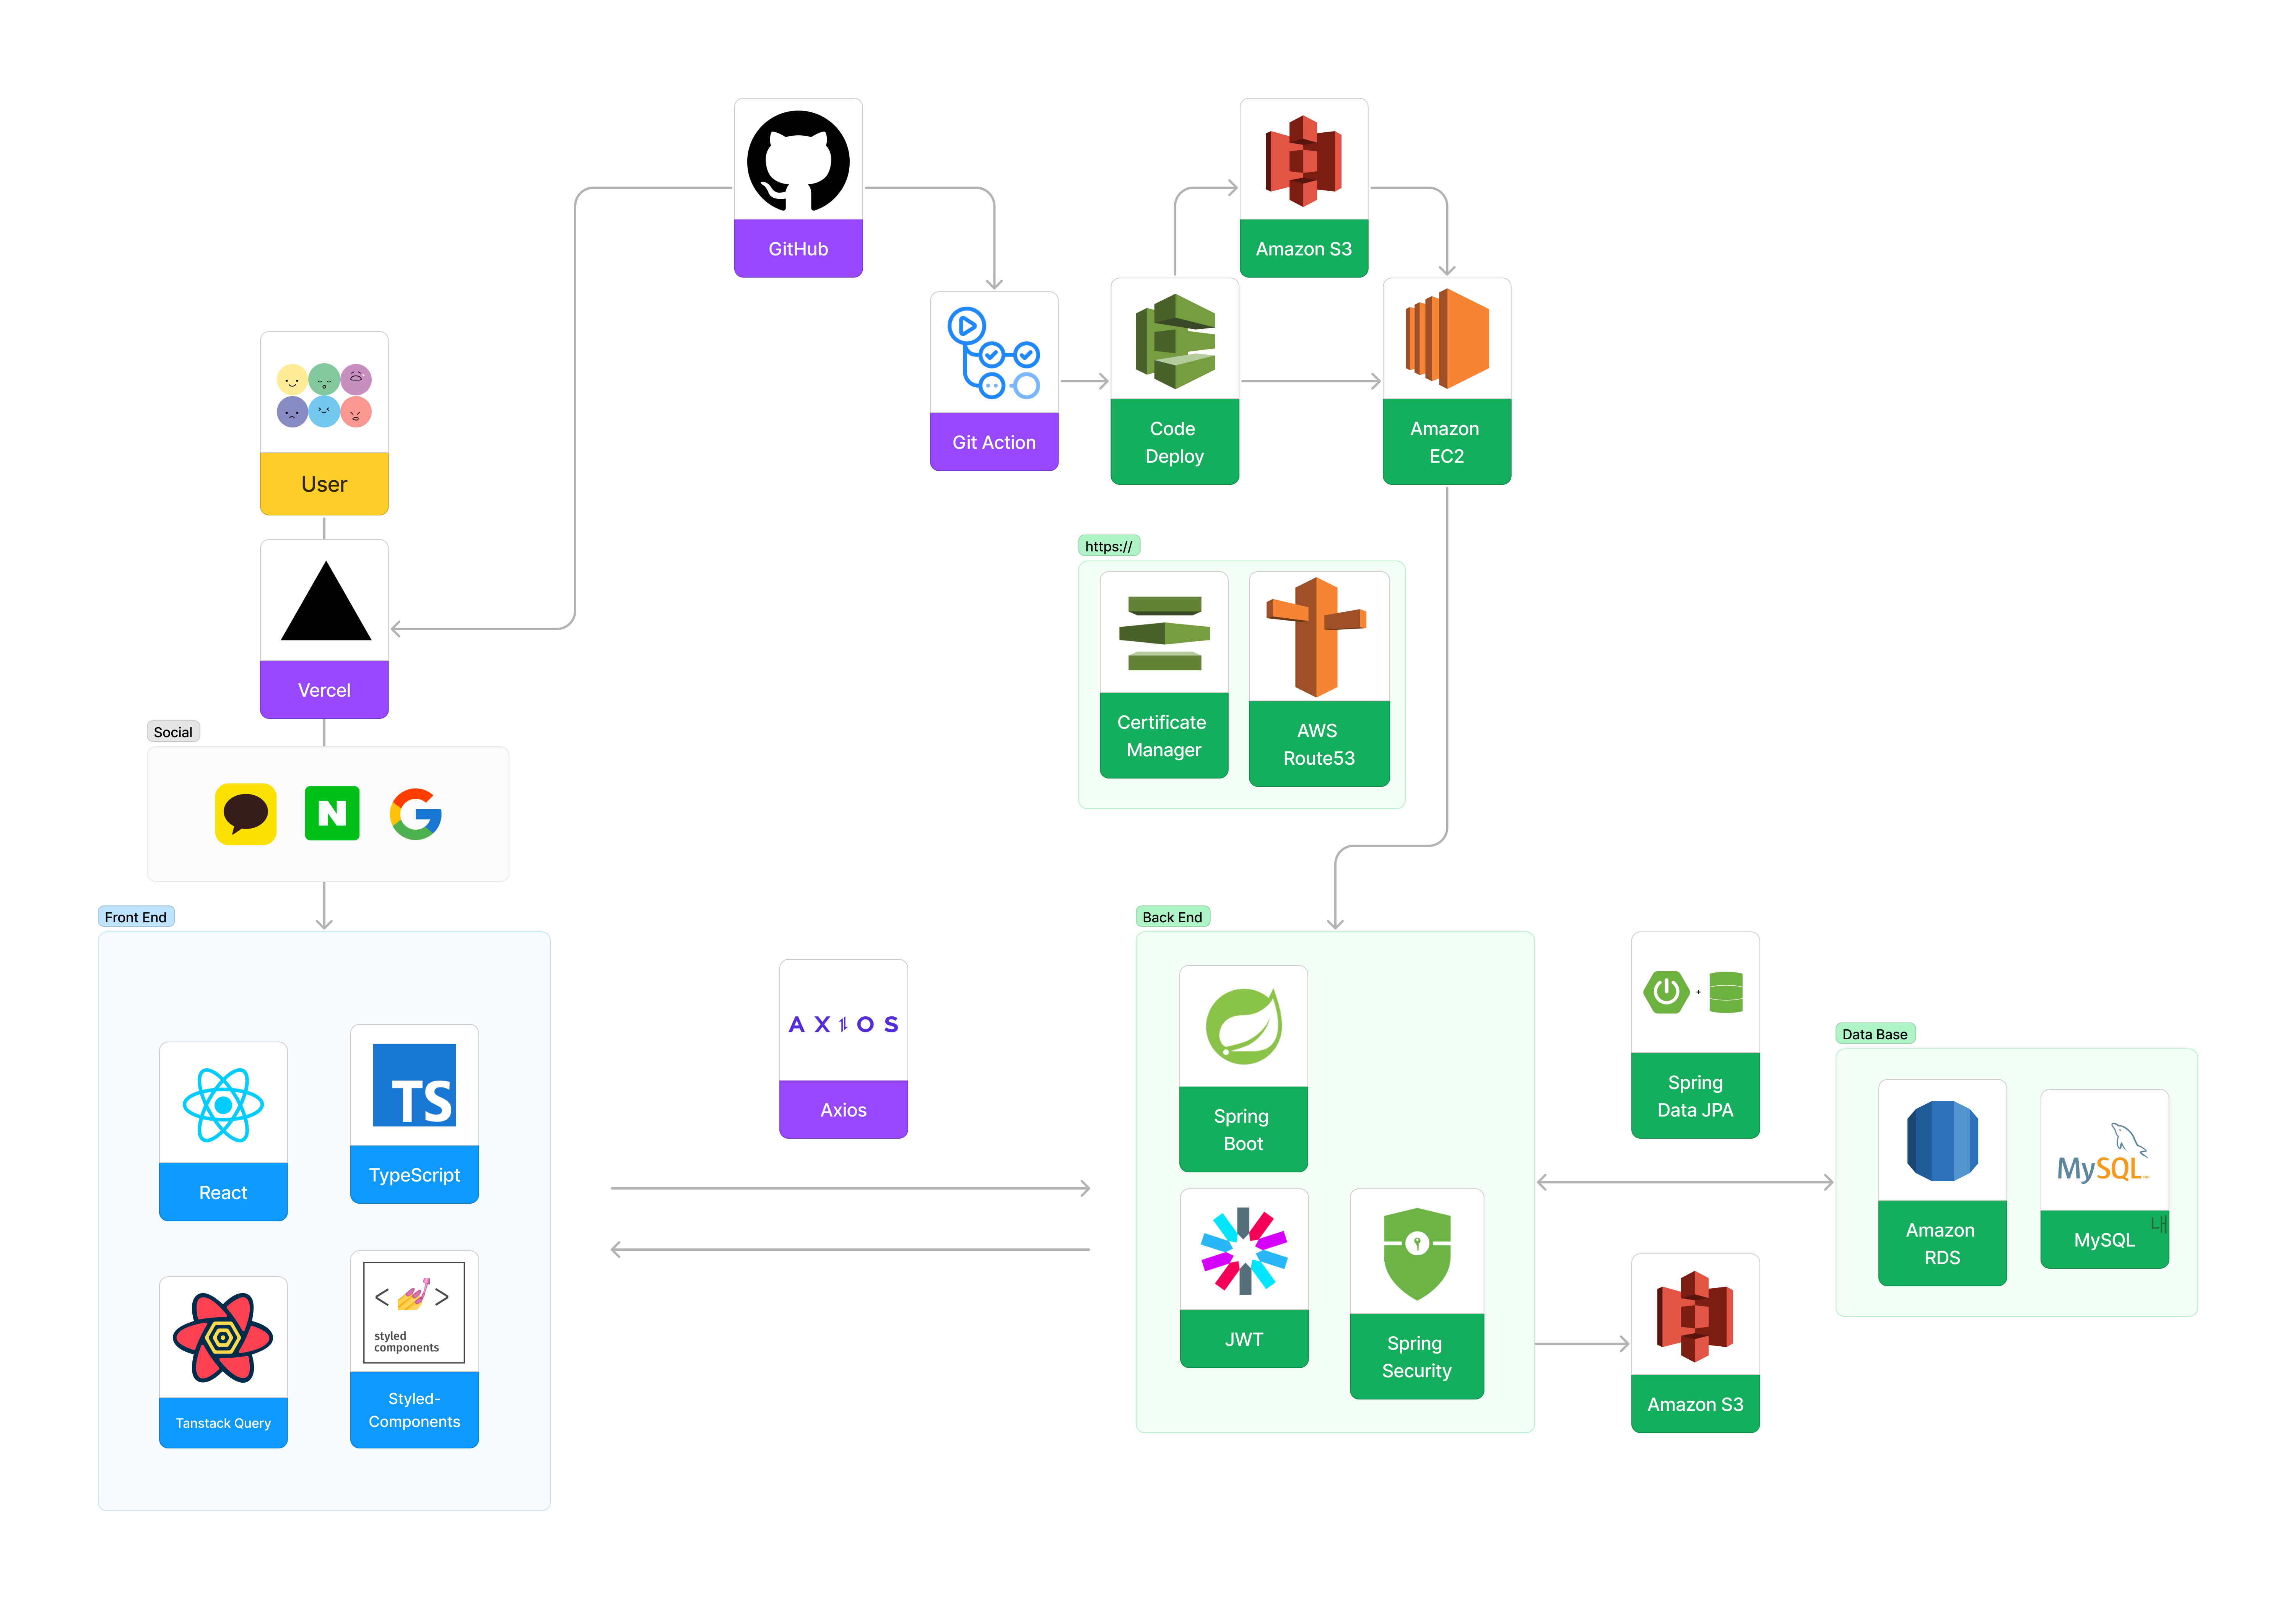 GitHub
Amazon S3
Git Action
Code
Deploy
Amazon
EC2
User
https://
Vercel
Certificate
Manager
AWS
Route53
Social
N
G
Front End
Back End
AXIOS
Axios
Spring
Data JPA
Data Base
TS
React
TypeScript
Spring
Boot
Amazon
RDS
MySQL
MySQL
내
< >
styled
components
Tanstack Query
Styled-
Components
JWT
Spring
Security
Amazon S3